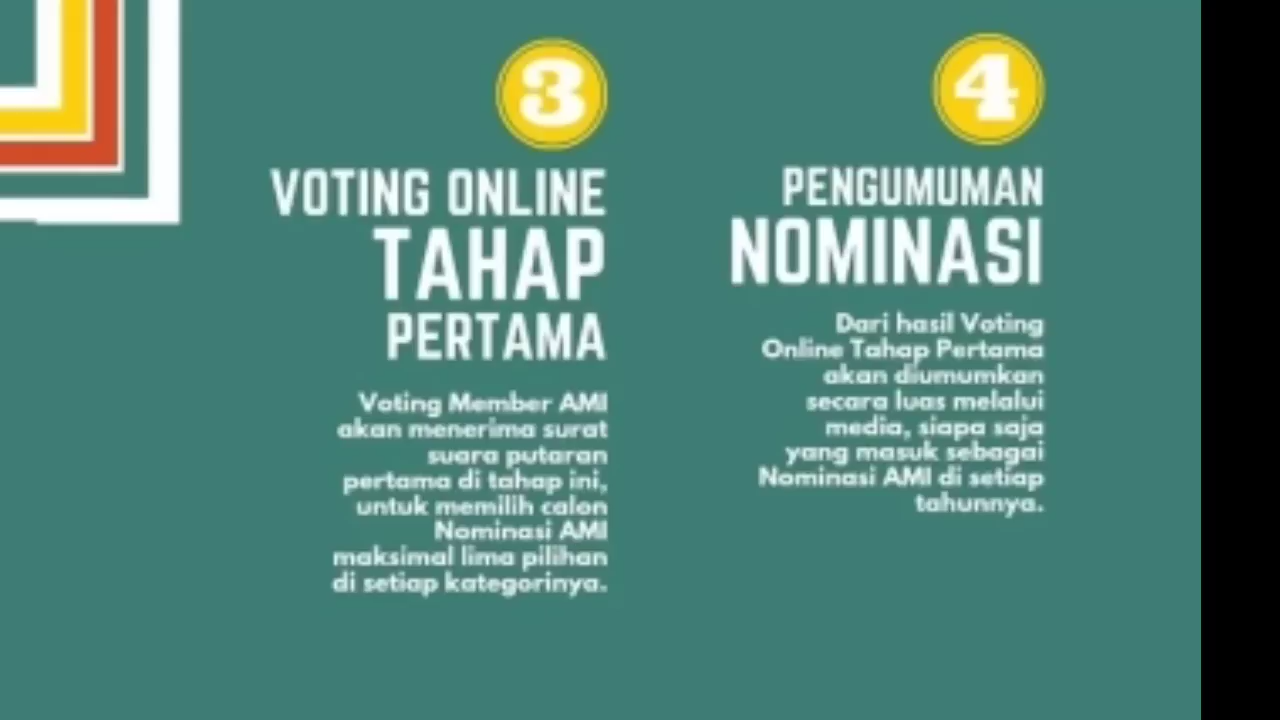 3
VOTING ONLINE
TAHAP
PERTAMA
Voting Member AMI
akan menerima surat
suara putaran
pertama di tahap ini,
untuk memilih calon
Nominasi AMI
maksimal lima pilihan
di setiap kategorinya.
4
PENGUMUMAN
NOMINASI
Dari hasil Voting
Online Tahap Pertama
akan diumumkan
secara luas melalui
media, siapa saja
yang masuk sebagai
Nominasi AMI di setiap
tahunnya.